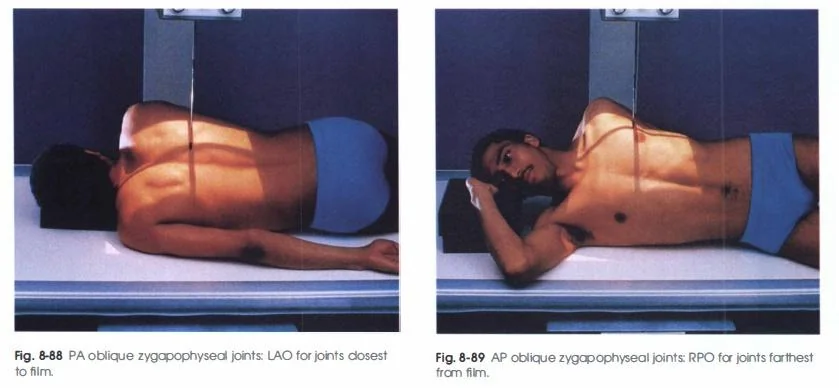 Fig. 8-88 PA oblique zygapophyseal joints: LAO for joints closest
to film.
Fig. 8-89 AP oblique zygapophyseal joints: RPO for joints farthest
from film.